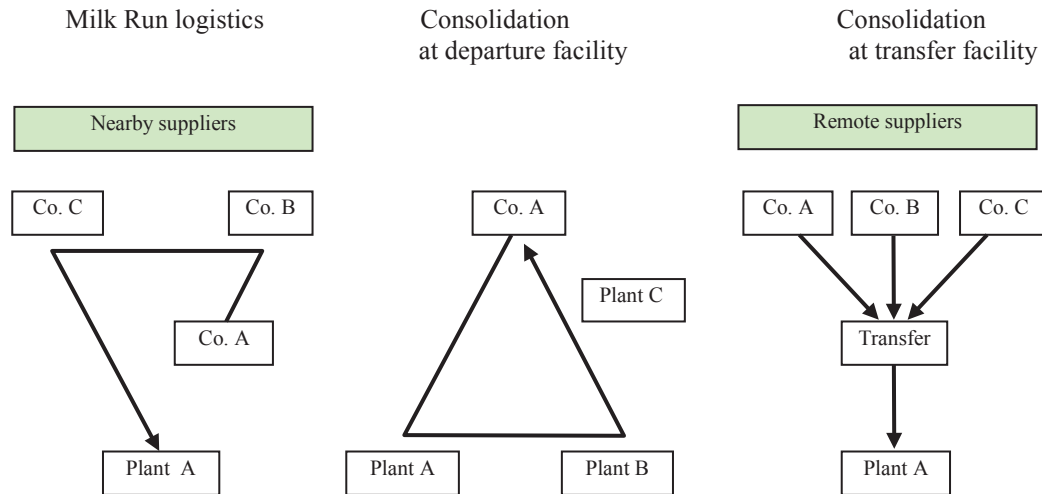 Milk Run logistics
Consolidation
at departure facility
Consolidation
at transfer facility
Nearby suppliers
Remote suppliers
Co. C
Co. B
Co. A
Co. A
Co. B
Co. C
Plant C
Co. A
Transfer
Plant A
Plant A
Plant B
Plant A